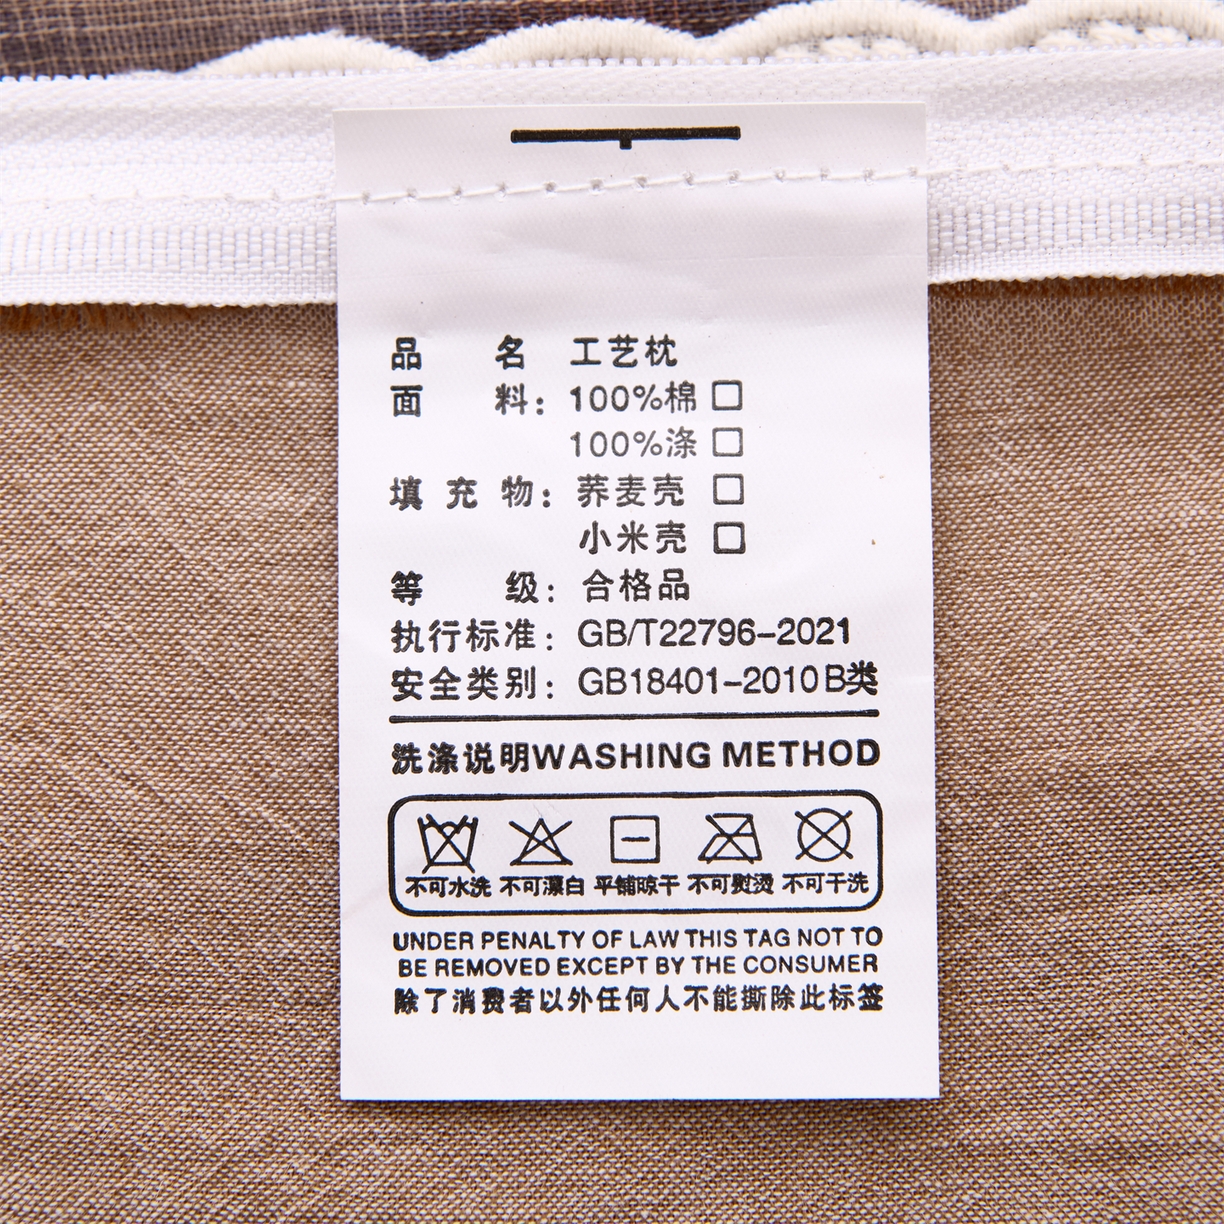 品名 工艺枕
面料：100%棉 □
100%涤 □
填充物：荞麦壳 □
小米壳 □
等级：合格品
执行标准：GB/T22796-2021
安全类别：GB18401-2010B类
洗涤说明WASHING METHOD
不可水洗 不可漂白 平铺晾干 不可熨烫 不可干洗
UNDER PENALTY OF LAW THIS TAG NOT TO
BE REMOVED EXCEPT BY THE CONSUMER
除了消费者以外任何人不能撕除此标签